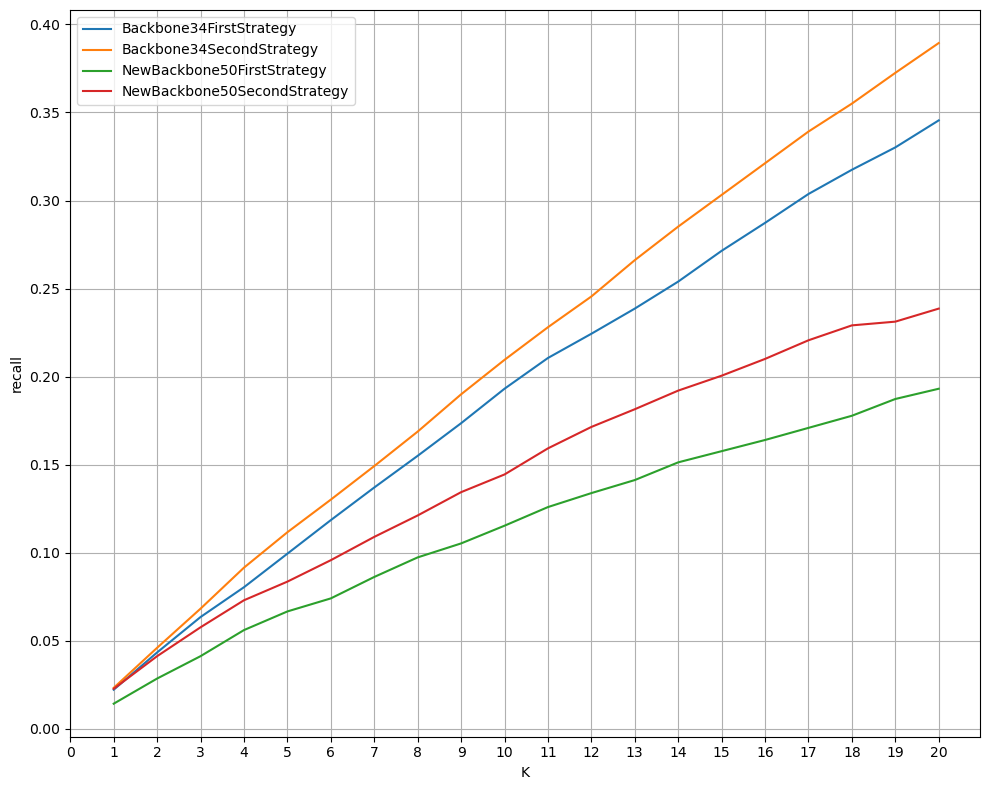 Backbone34FirstStrategy
Backbone34SecondStrategy
NewBackbone50FirstStrategy
NewBackbone50SecondStrategy
0.40
0.35
0.30
0.25
0.20
0.15
0.10
0.05
0.00
recall
0 1 2 3 4 5 6 7 8 9 10 11 12 13 14 15 16 17 18 19 20
K